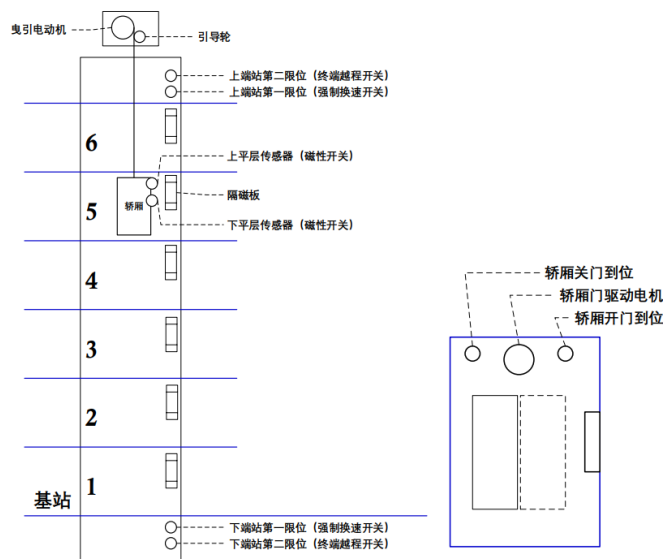 曳引电动机
引导轮
上端站第二限位（终端越程开关）
上端站第一限位（强制换速开关）
6
上平层传感器（磁性开关）
轿厢
5
隔磁板
下平层传感器（磁性开关）
4
3
2
1
基站
下端站第一限位（强制换速开关）
下端站第二限位（终端越程开关）
轿厢关门到位
轿厢门驱动电机
轿厢开门到位